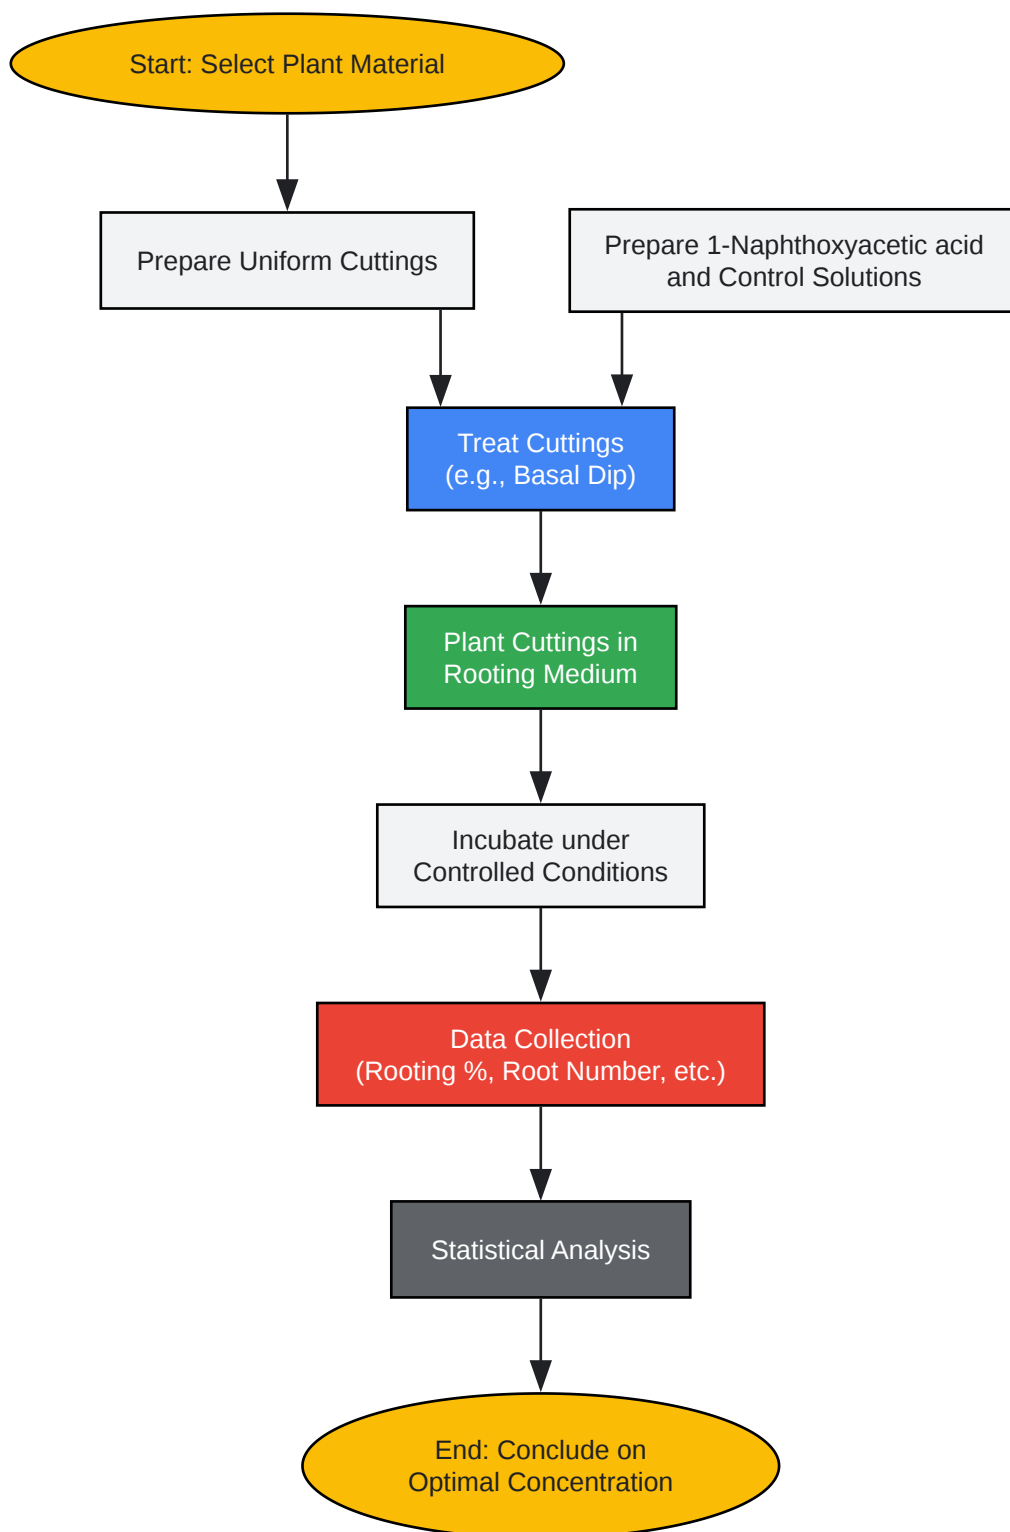 Start: Select Plant Material
Prepare Uniform Cuttings
Prepare 1-Naphthoxyacetic acid
and Control Solutions
Treat Cuttings
(e.g., Basal Dip)
Plant Cuttings in
Rooting Medium
Incubate under
Controlled Conditions
Data Collection
(Rooting %, Root Number, etc.)
Statistical Analysis
End: Conclude on
Optimal Concentration